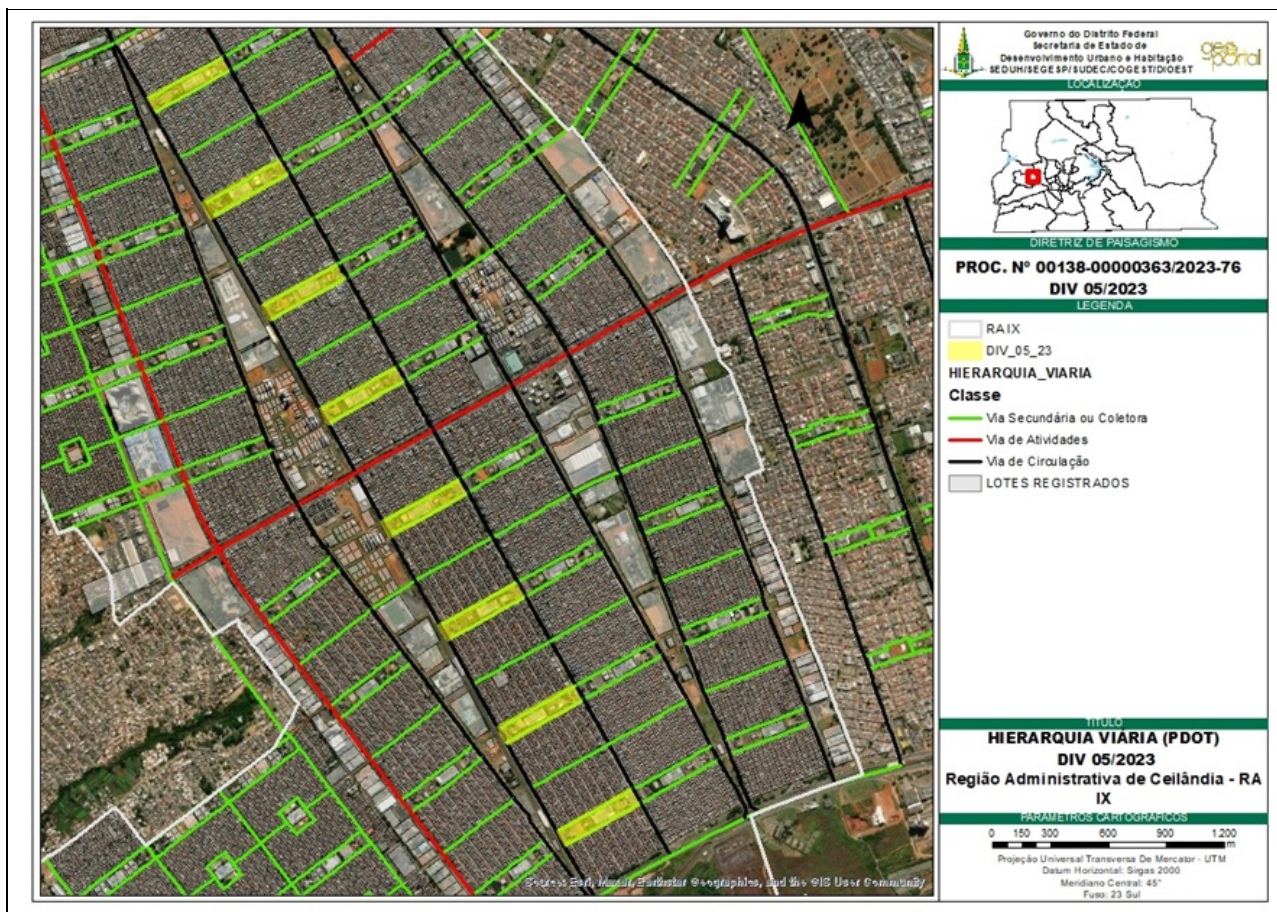 Governo do Distrito Federal
Secretaria de Estado de
Desenvolvimento Urbano e Habitação
SEDUH/SEGESP/SUDEC/COGEST/DIOEST
geo
portal
LOCALIZAÇÃO
DIRETRIZ DE PAISAGISMO
PROC. Nº 00138-00000363/2023-76
DIV 05/2023
LEGENDA
RAIX
DIV_05_23
HIERARQUIA_VIARIA
Classe
Via Secundária ou Coletora
Via de Atividades
Via de Circulação
LOTES REGISTRADOS
TÍTULO
HIERARQUIA VIÁRIA (PDOT)
DIV 05/2023
Região Administrativa de Ceilândia - RA
IX
PARÂMETROS CARTOGRÁFICOS
0 150 300 600 900 1.200
m
Projeção Universal Transversa De Mercator - UTM
Datum Horizontal: Sirgas 2000
Meridiano Central: 45°
Fuso: 23 Sul
Source: Esri, Maxar, Earthstar Geographics, and the GIS User Community